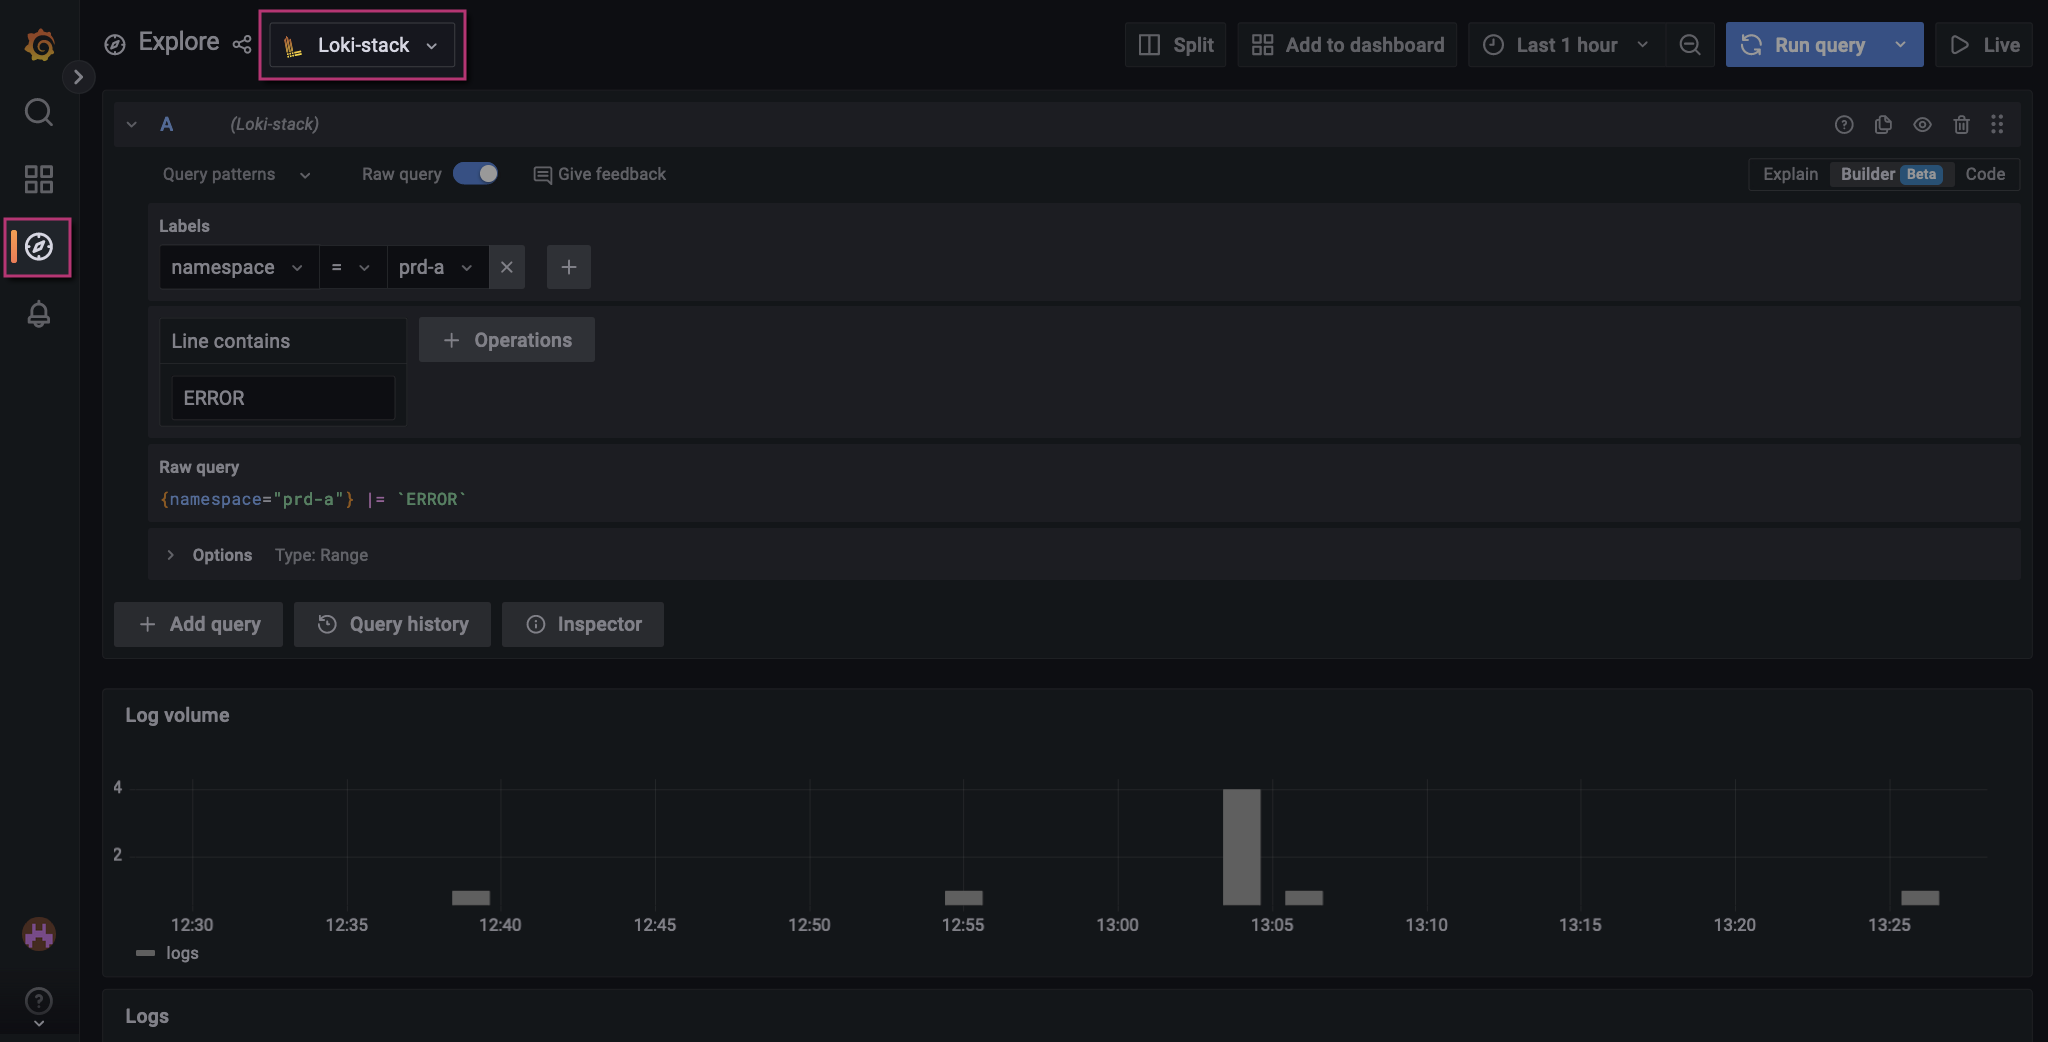 Explore
Loki-stack
Split
Add to dashboard
Last 1 hour
Run query
Live
A
(Loki-stack)
Query patterns
Raw query
Give feedback
Explain
Builder
Beta
Code
Labels
namespace
=
prd-a
Line contains
Operations
ERROR
Raw query
{namespace="prd-a"} |= `ERROR`
Options
Type: Range
Add query
Query history
Inspector
Log volume
4
2
12:30
12:35
12:40
12:45
12:50
12:55
13:00
13:05
13:10
13:15
13:20
13:25
logs
Logs